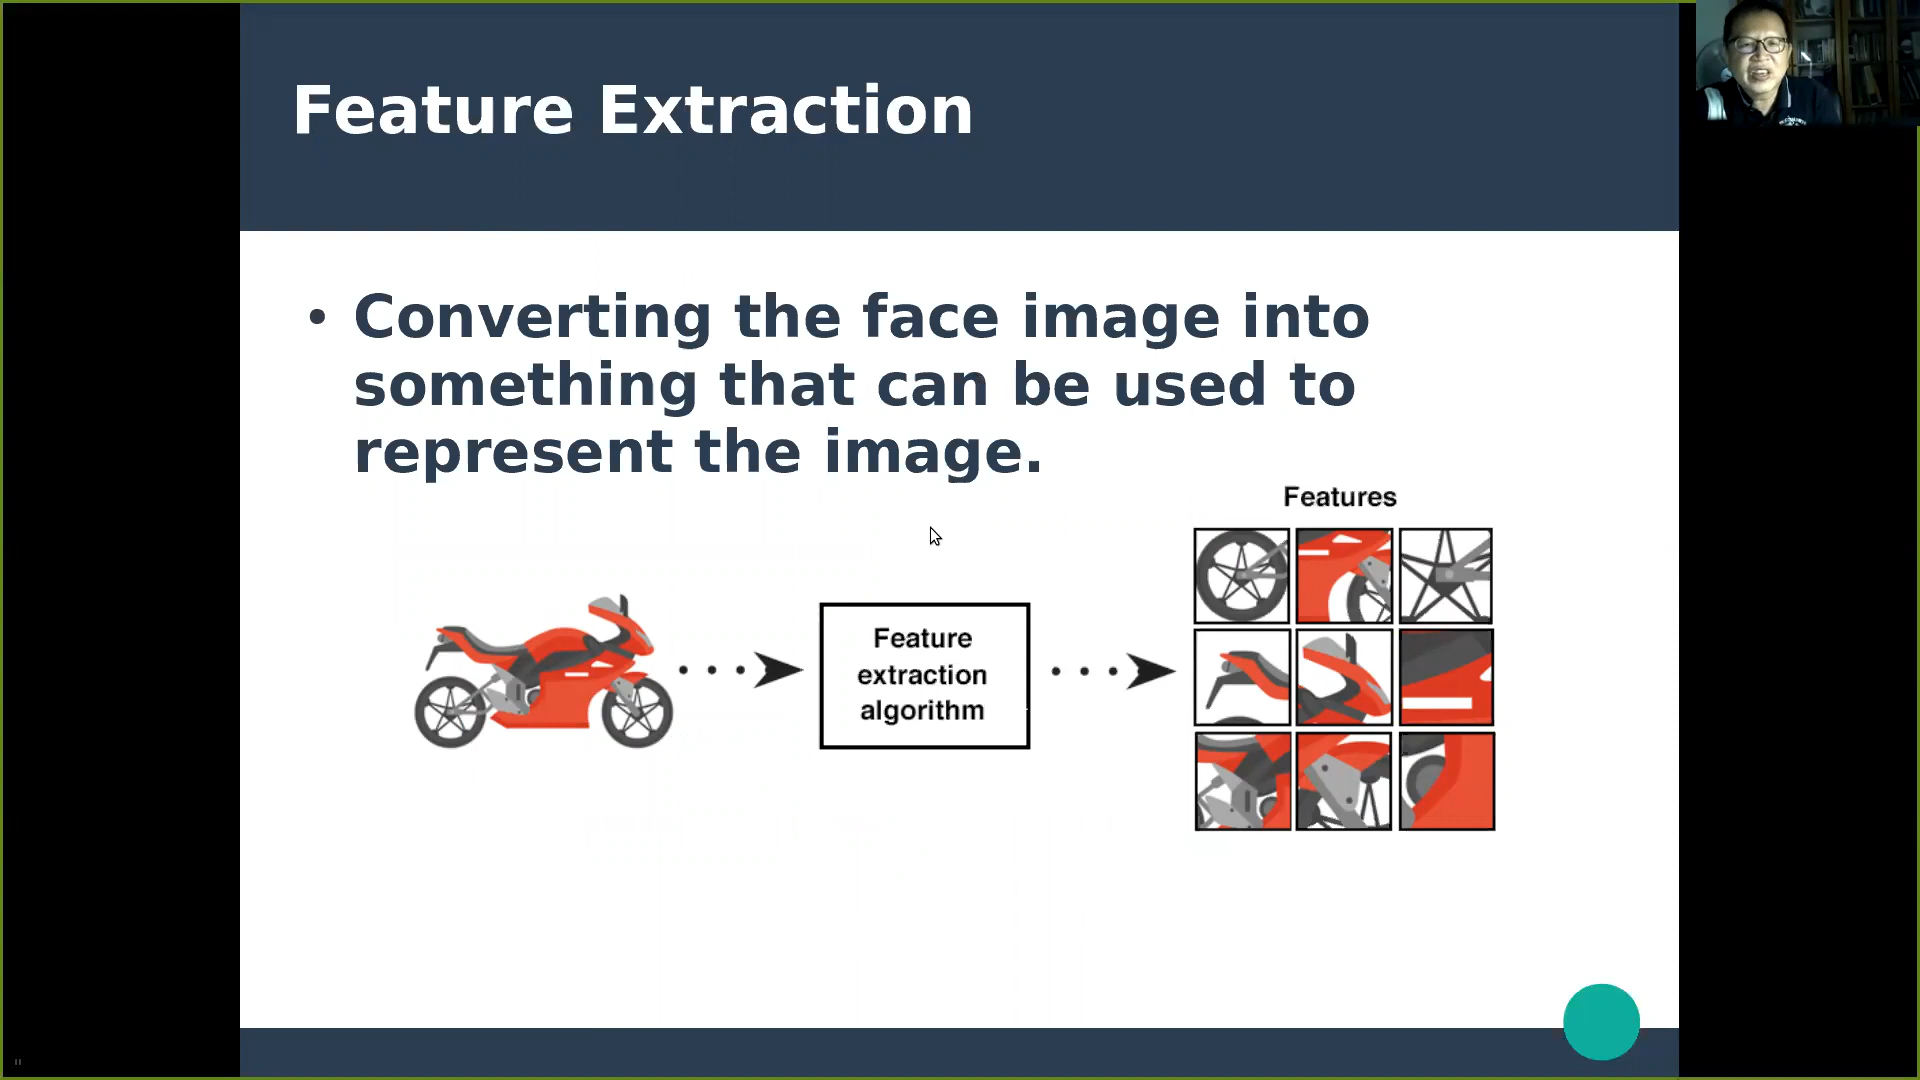 Feature Extraction
• Converting the face image into
something that can be used to
represent the image.
Features
Feature
extraction
algorithm